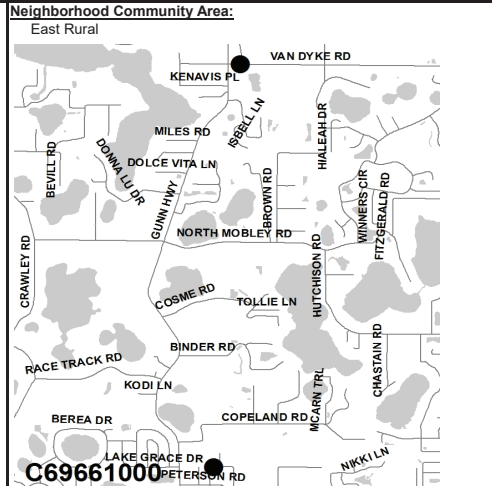 Neighborhood Community Area:
East Rural
VAN DYKE RD
KENAVIS PL
ISBELL LN
HIALEAH DR
MILES RD
DONNA LU DR
DOLCE VITA LN
BEVILL RD
BROWN RD
WINNERS CIR
FITZGERALD RD
GUNN HWY
NORTH MOBLEY RD
CRAWLEY RD
HUTCHISON RD
COSME RD
TOLLIE LN
BINDER RD
CHASTAIN RD
RACE TRACK RD
KODI LN
MCARN TRL
BEREA DR
COPELAND RD
LAKE GRACE DR
NIKKI LN
C69661000
PETERSON RD